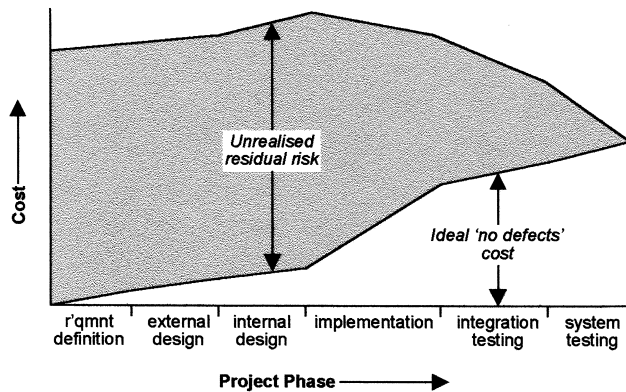 Cost
Unrealised
residual risk
Ideal 'no defects'
cost
r'qmnt
definition
external
design
internal
design
implementation
integration
testing
system
testing
Project Phase